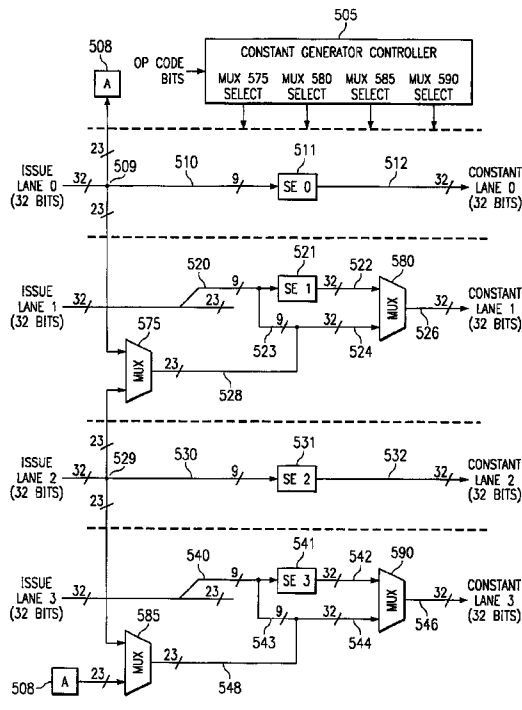 505
508
A
OP CODE BITS
CONSTANT GENERATOR CONTROLLER
MUX 575 SELECT
MUX 580 SELECT
MUX 585 SELECT
MUX 590 SELECT
23
ISSUE LANE 0 (32 BITS)
32
509
510
9
511
SE 0
512
32
CONSTANT LANE 0 (32 BITS)
23
ISSUE LANE 1 (32 BITS)
32
520
9
23
521
SE 1
32
522
580
MUX
32
526
CONSTANT LANE 1 (32 BITS)
9
523
32
524
575
MUX
23
528
23
ISSUE LANE 2 (32 BITS)
32
529
530
9
531
SE 2
532
32
CONSTANT LANE 2 (32 BITS)
23
ISSUE LANE 3 (32 BITS)
32
540
9
23
541
SE 3
32
542
590
MUX
32
546
CONSTANT LANE 3 (32 BITS)
9
543
32
544
585
MUX
23
548
508
A
23